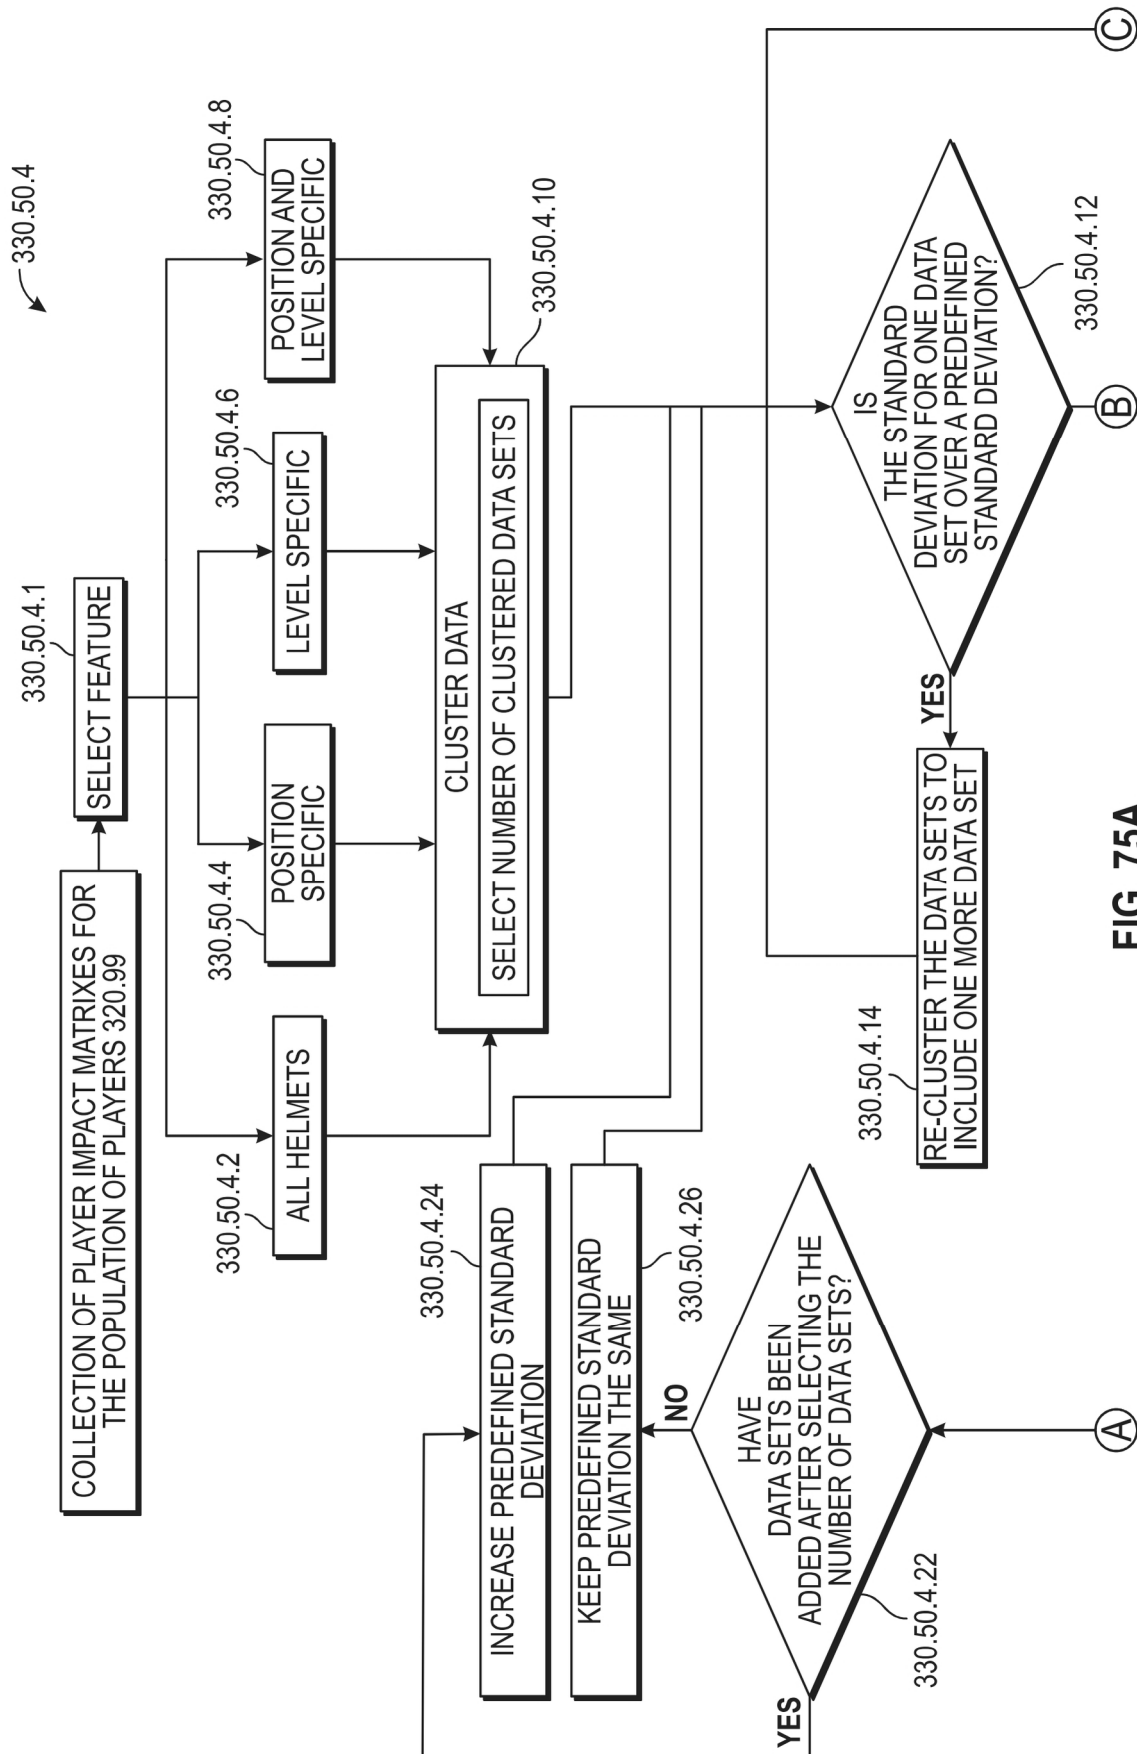 330.50.4
COLLECTION OF PLAYER IMPACT MATRIXES FOR
THE POPULATION OF PLAYERS 320.99
330.50.4.1
SELECT FEATURE
330.50.4.2
ALL HELMETS
330.50.4.4
POSITION
SPECIFIC
330.50.4.6
LEVEL SPECIFIC
330.50.4.8
POSITION AND
LEVEL SPECIFIC
330.50.4.10
CLUSTER DATA
SELECT NUMBER OF CLUSTERED DATA SETS
330.50.4.24
INCREASE PREDEFINED STANDARD
DEVIATION
KEEP PREDEFINED STANDARD
DEVIATION THE SAME
330.50.4.26
NO
HAVE
DATA SETS BEEN
ADDED AFTER SELECTING THE
NUMBER OF DATA SETS?
YES
330.50.4.22
A
IS
THE STANDARD
DEVIATION FOR ONE DATA
SET OVER A PREDEFINED
STANDARD DEVIATION?
330.50.4.12
YES
330.50.4.14
RE-CLUSTER THE DATA SETS TO
INCLUDE ONE MORE DATA SET
B
C
FIG. 75A